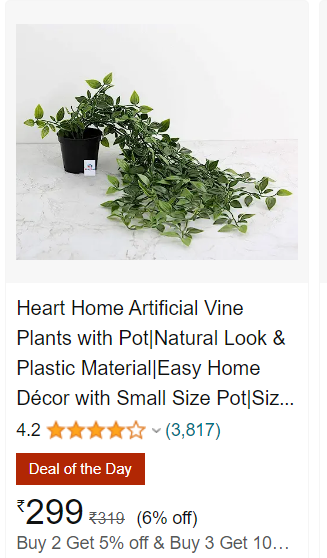 Heart Home Artificial Vine
Plants with Pot|Natural Look &
Plastic Material|Easy Home
Décor with Small Size Pot|Siz...
4.2 (3,817)
Deal of the Day
₹299 ₹319 (6% off)
Buy 2 Get 5% off & Buy 3 Get 10…